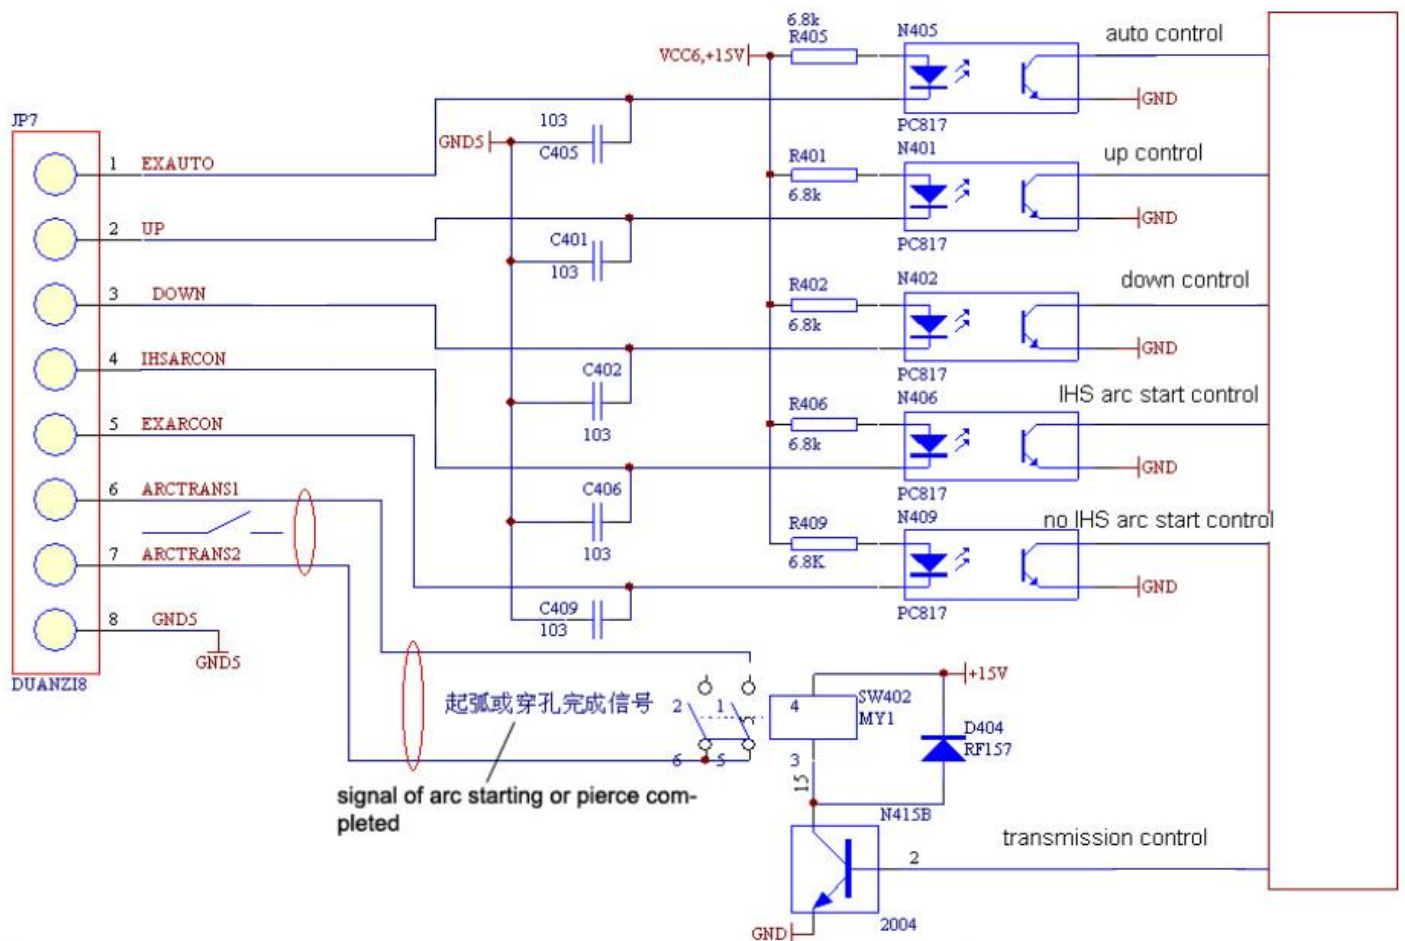 6.8k
R405
N405
auto control
VCC6,+15V
GND
PC817
JP7
103
GND5
C405
1 EXAUTO
R401
6.8k
N401
up control
GND
PC817
2 UP
C401
103
3 DOWN
R402
6.8k
N402
down control
GND
PC817
4 IHSARCON
C402
103
R406
6.8k
N406
IHS arc start control
GND
PC817
5 EXARCON
6 ARCTRANS1
C406
103
R409
6.8K
N409
no IHS arc start control
GND
PC817
7 ARCTRANS2
C409
103
8 GND5
GND5
DUANZI8
+15V
起弧或穿孔完成信号
2 1
4
SW402
MY1
6 5
3
15
D404
RF157
signal of arc starting or pierce com-
pleted
N415B
transmission control
2
2004
GND